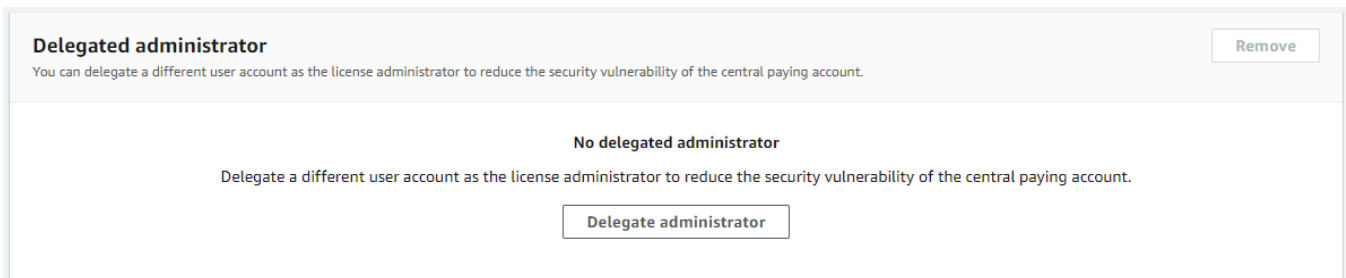 Delegated administrator
Remove
You can delegate a different user account as the license administrator to reduce the security vulnerability of the central paying account.
No delegated administrator
Delegate a different user account as the license administrator to reduce the security vulnerability of the central paying account.
Delegate administrator